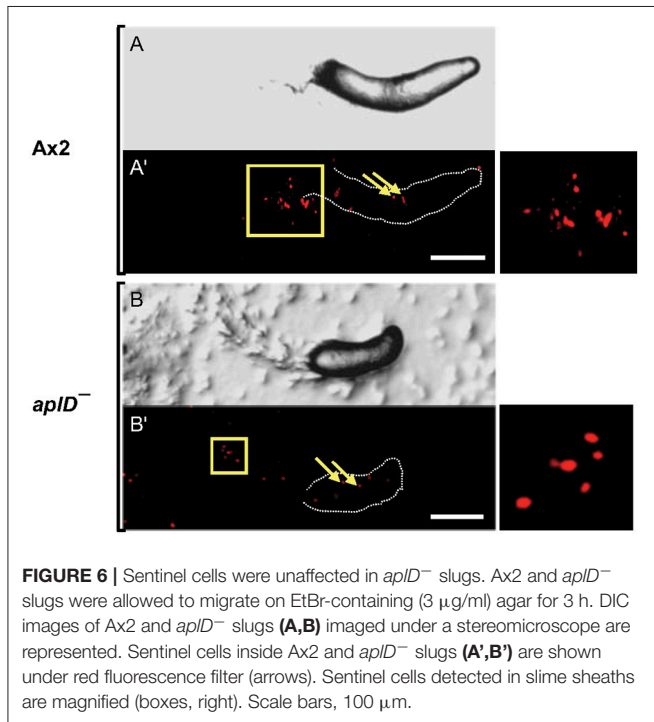 A
Ax2
A'
B
aplD⁻
B'
FIGURE 6 | Sentinel cells were unaffected in aplD⁻ slugs. Ax2 and aplD⁻
slugs were allowed to migrate on EtBr-containing (3 μg/ml) agar for 3 h. DIC
images of Ax2 and aplD⁻ slugs (A,B) imaged under a stereomicroscope are
represented. Sentinel cells inside Ax2 and aplD⁻ slugs (A',B') are shown
under red fluorescence filter (arrows). Sentinel cells detected in slime sheaths
are magnified (boxes, right). Scale bars, 100 μm.